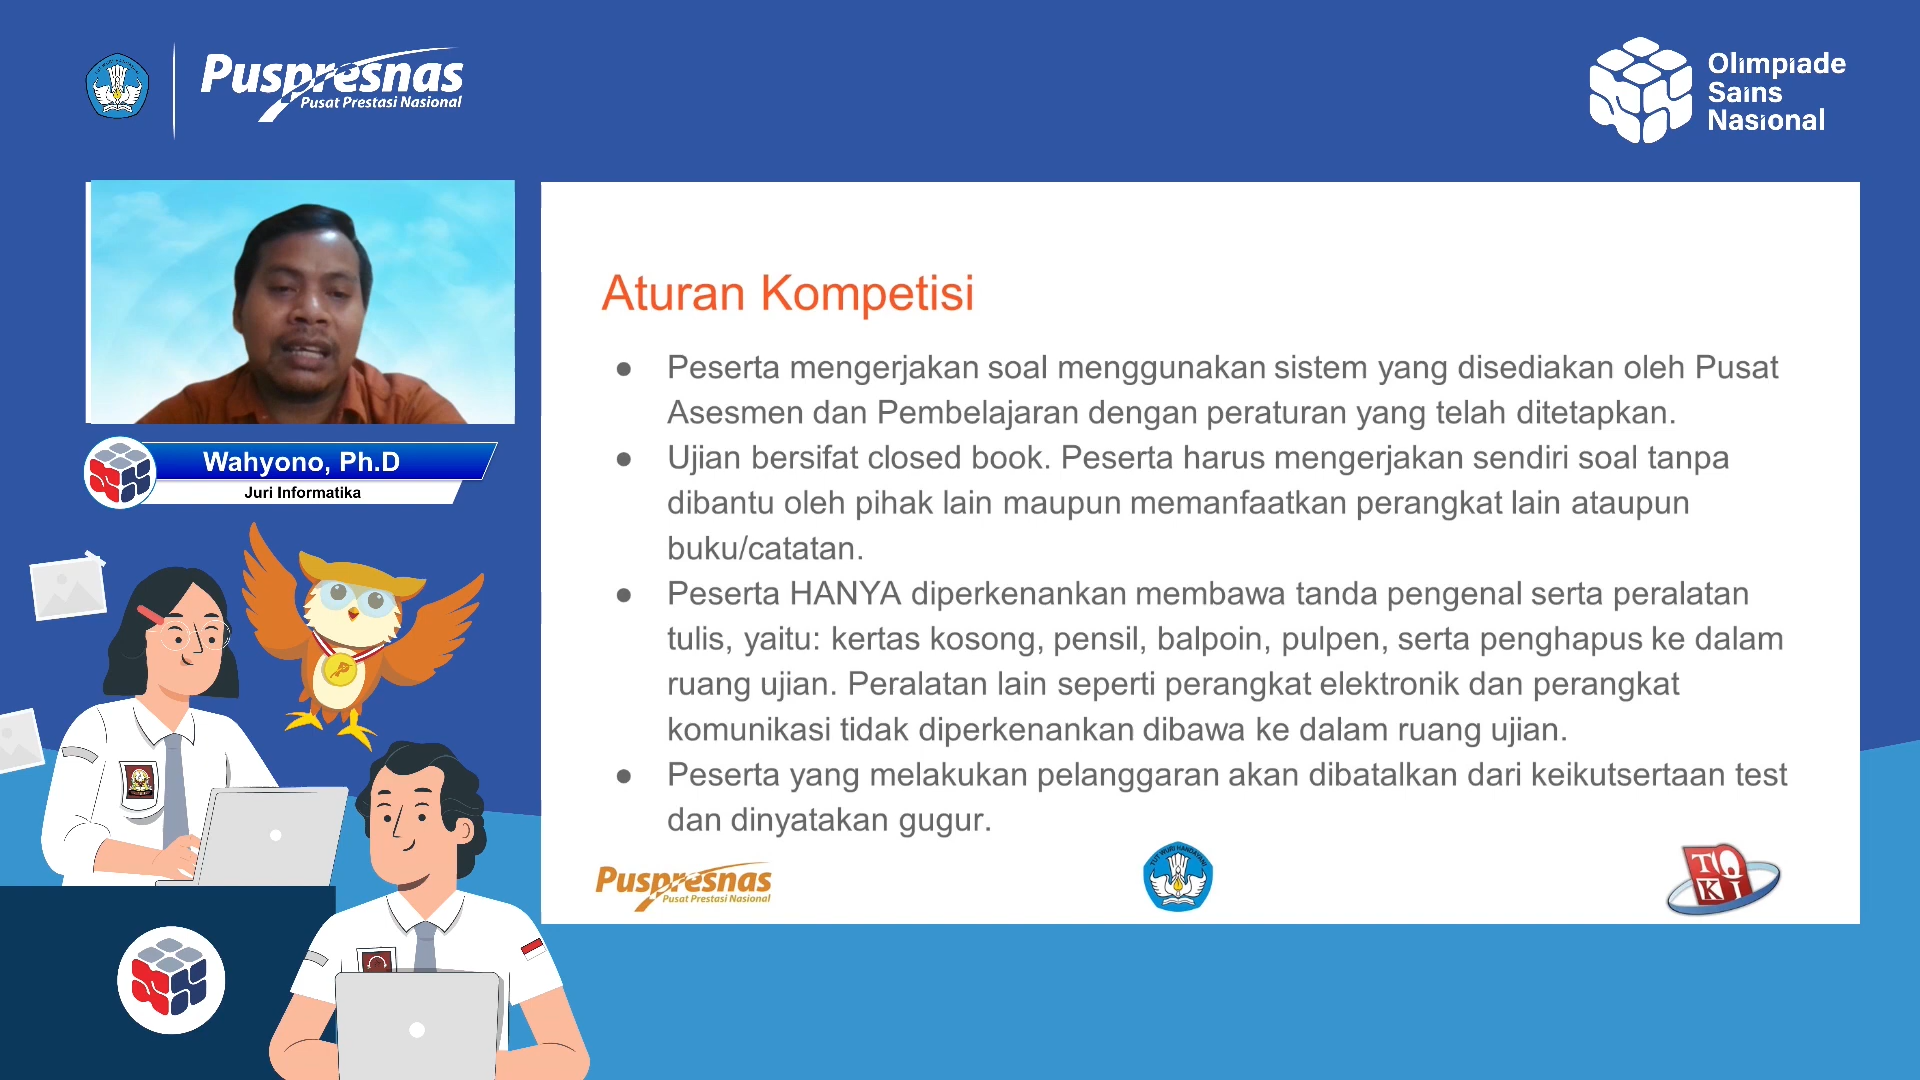 Puspresnas
Pusat Prestasi Nasional
Olimpiade
Sains
Nasional
Wahyono, Ph.D
Juri Informatika
Aturan Kompetisi
● Peserta mengerjakan soal menggunakan sistem yang disediakan oleh Pusat
Asesmen dan Pembelajaran dengan peraturan yang telah ditetapkan.
● Ujian bersifat closed book. Peserta harus mengerjakan sendiri soal tanpa
dibantu oleh pihak lain maupun memanfaatkan perangkat lain ataupun
buku/catatan.
● Peserta HANYA diperkenankan membawa tanda pengenal serta peralatan
tulis, yaitu: kertas kosong, pensil, balpoin, pulpen, serta penghapus ke dalam
ruang ujian. Peralatan lain seperti perangkat elektronik dan perangkat
komunikasi tidak diperkenankan dibawa ke dalam ruang ujian.
● Peserta yang melakukan pelanggaran akan dibatalkan dari keikutsertaan test
dan dinyatakan gugur.
Puspresnas
Pusat Prestasi Nasional
TUT WURI HANDAYANI
TOKI